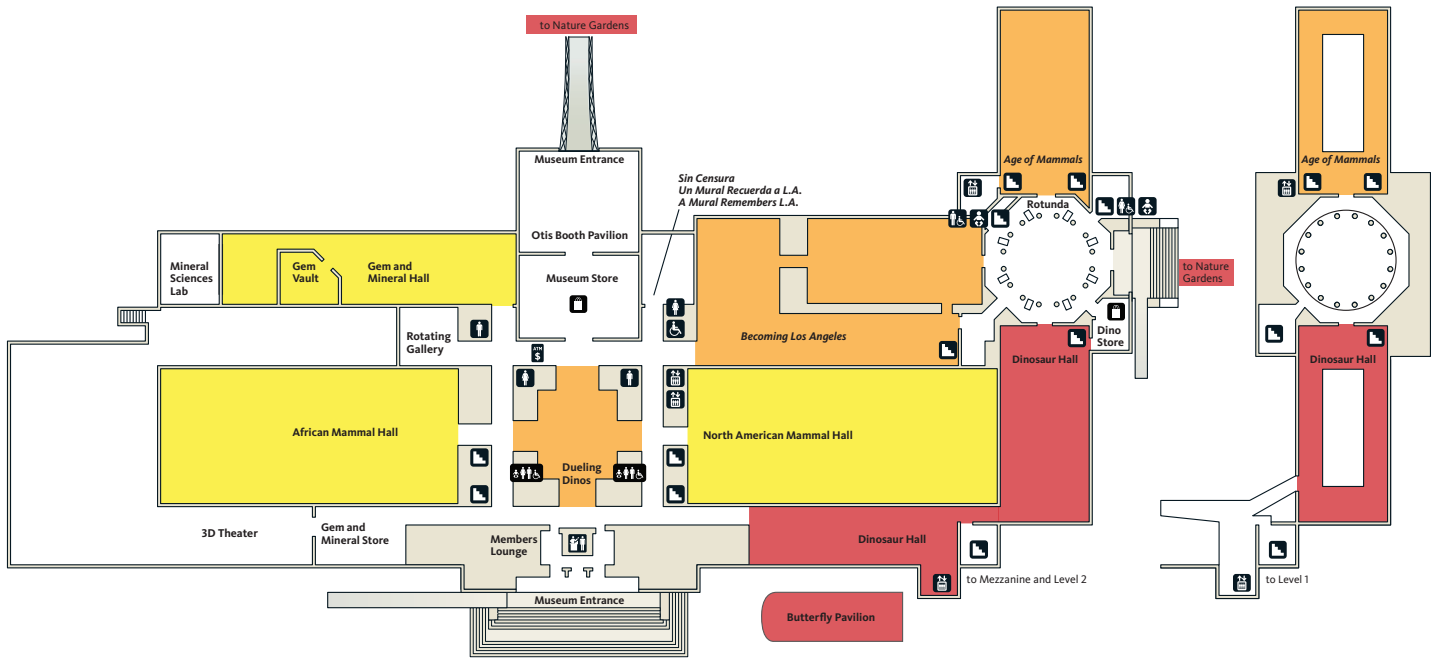 to Nature Gardens
Museum Entrance
Sin Censura
Un Mural Recuerda a L.A.
A Mural Remembers L.A.
Age of Mammals
Age of Mammals
Rotunda
Otis Booth Pavilion
Mineral
Sciences
Lab
Gem
Vault
Gem and
Mineral Hall
Museum Store
to Nature
Gardens
Rotating
Gallery
ATM
$
Becoming Los Angeles
Dino
Store
Dinosaur Hall
Dinosaur Hall
African Mammal Hall
North American Mammal Hall
Dueling
Dinos
3D Theater
Gem and
Mineral Store
Members
Lounge
Dinosaur Hall
to Mezzanine and Level 2
to Level 1
Museum Entrance
Butterfly Pavilion